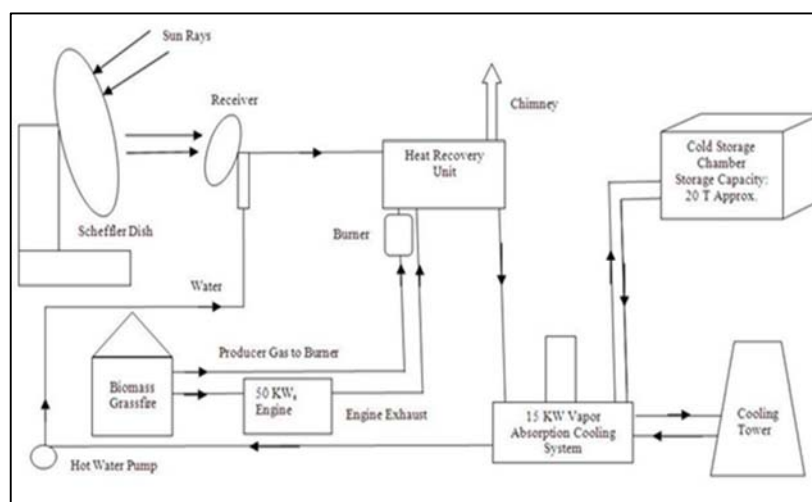 Sun Rays
Receiver
Chimney
Heat Recovery
Unit
Cold Storage
Chamber
Storage Capacity:
20 T Approx.
Scheffler Dish
Burner
Water
Producer Gas to Burner
Biomass
Grassfire
50 KWe
Engine
Engine Exhaust
15 KW Vapor
Absorption Cooling
System
Cooling
Tower
Hot Water Pump